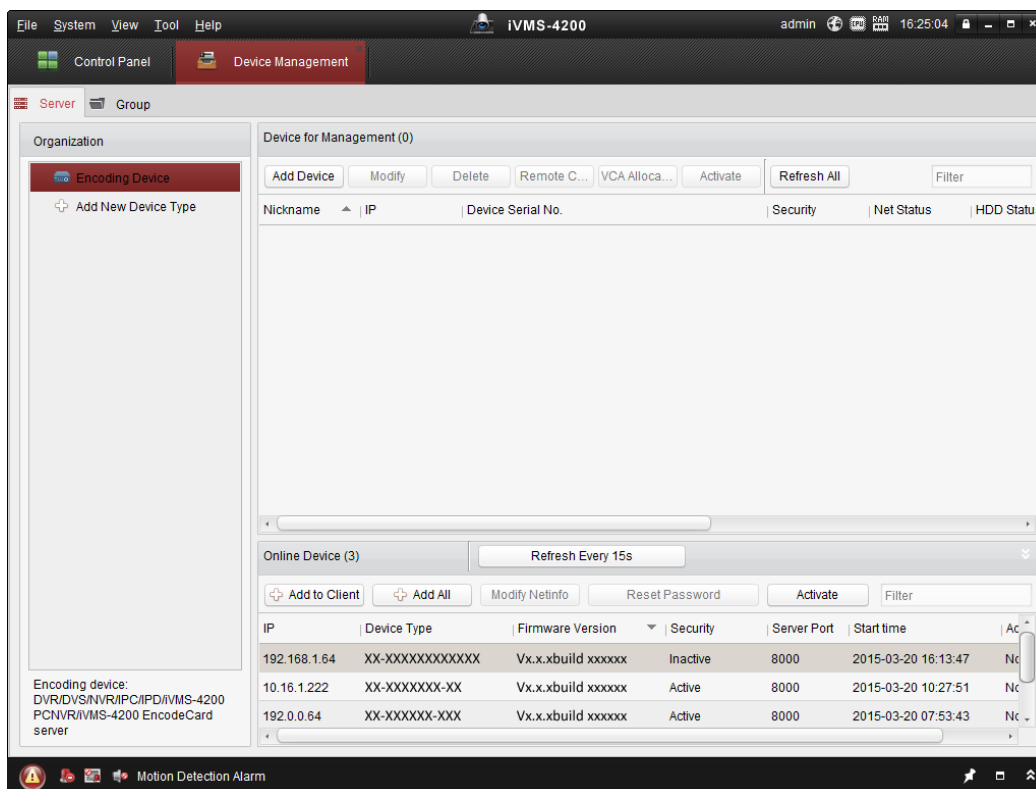 File System View Tool Help iVMS-4200 admin CPU RAM 16:25:04
Control Panel Device Management
Server Group
Organization
Encoding Device
Add New Device Type
Encoding device:
DVR/DVS/NVR/IPC/IPD/iVMS-4200
PCNVR/iVMS-4200 EncodeCard
server
Device for Management (0)
Add Device Modify Delete Remote C... VCA Alloca... Activate Refresh All Filter
Nickname IP Device Serial No. Security Net Status HDD Statu
Online Device (3) Refresh Every 15s
Add to Client Add All Modify Netinfo Reset Password Activate Filter
IP Device Type Firmware Version Security Server Port Start time Ac
192.168.1.64 XX-XXXXXXXXXXXX Vx.x.xbuild xxxxxx Inactive 8000 2015-03-20 16:13:47 No
10.16.1.222 XX-XXXXXXX-XX Vx.x.xbuild xxxxxx Active 8000 2015-03-20 10:27:51 No
192.0.0.64 XX-XXXXXX-XXX Vx.x.xbuild xxxxxx Active 8000 2015-03-20 07:53:43 No
Motion Detection Alarm